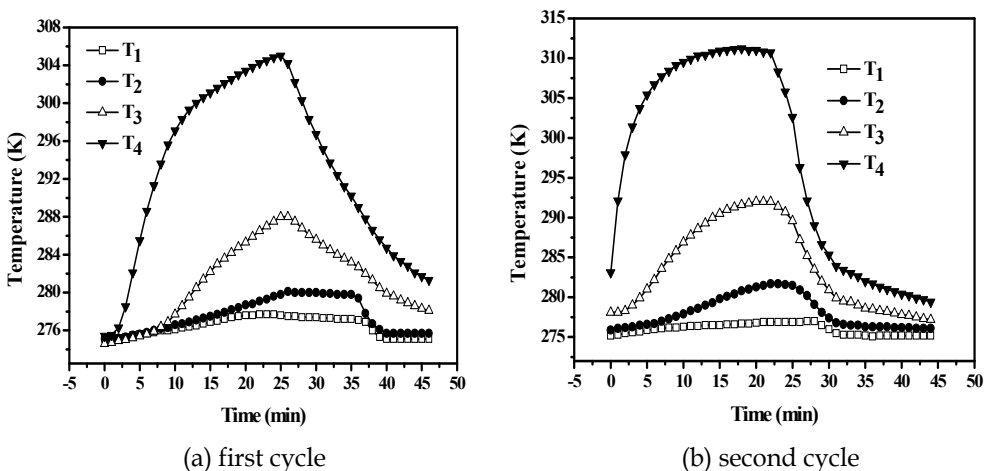 308
304
300
296
292
288
284
280
276
Temperature (K)
-5 0 5 10 15 20 25 30 35 40 45 50
Time (min)
T1
T2
T3
T4
(a) first cycle
315
310
305
300
295
290
285
280
275
Temperature (K)
-5 0 5 10 15 20 25 30 35 40 45 50
Time (min)
T1
T2
T3
T4
(b) second cycle